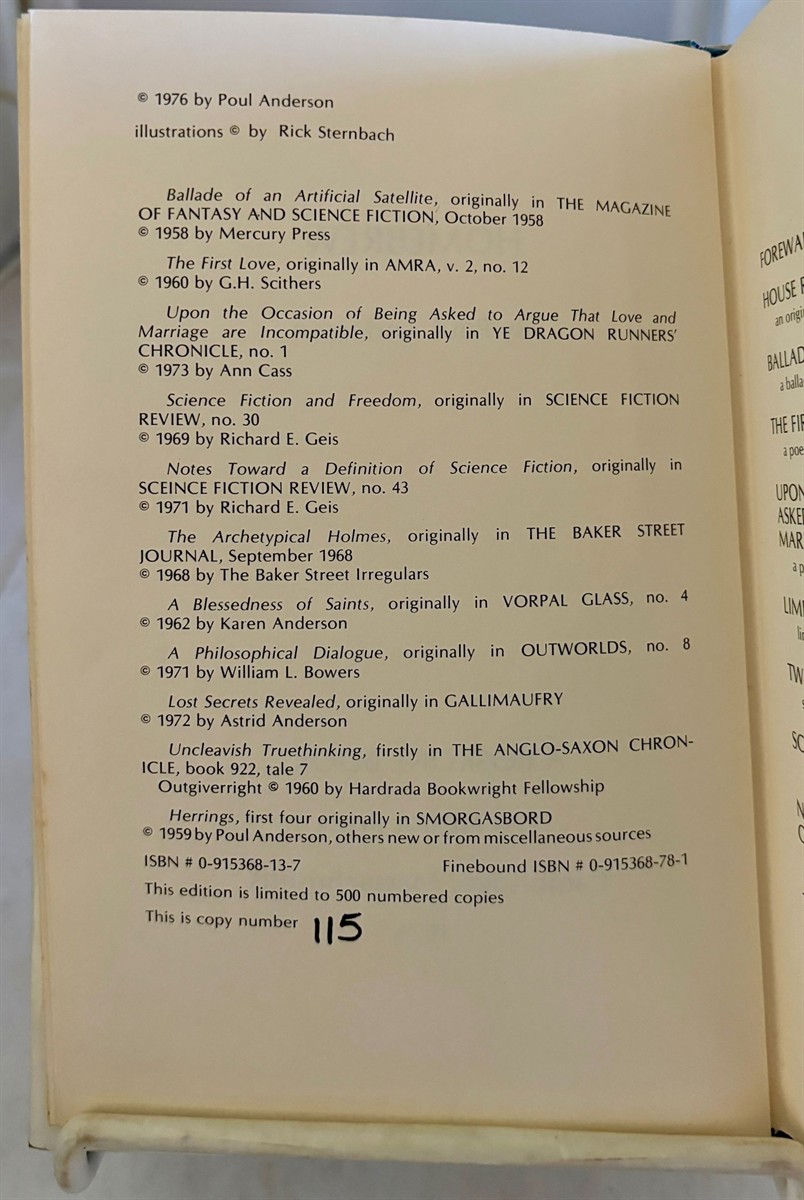 © 1976 by Poul Anderson
illustrations © by Rick Sternbach
Ballade of an Artificial Satellite, originally in THE MAGAZINE
OF FANTASY AND SCIENCE FICTION, October 1958
© 1958 by Mercury Press
The First Love, originally in AMRA, v. 2, no. 12
© 1960 by G.H. Scithers
Upon the Occasion of Being Asked to Argue That Love and
Marriage are Incompatible, originally in YE DRAGON RUNNERS'
CHRONICLE, no. 1
© 1973 by Ann Cass
Science Fiction and Freedom, originally in SCIENCE FICTION
REVIEW, no. 30
© 1969 by Richard E. Geis
Notes Toward a Definition of Science Fiction, originally in
SCEINCE FICTION REVIEW, no. 43
© 1971 by Richard E. Geis
The Archetypical Holmes, originally in THE BAKER STREET
JOURNAL, September 1968
© 1968 by The Baker Street Irregulars
A Blessedness of Saints, originally in VORPAL GLASS, no. 4
© 1962 by Karen Anderson
A Philosophical Dialogue, originally in OUTWORLDS, no. 8
© 1971 by William L. Bowers
Lost Secrets Revealed, originally in GALLIMAUFRY
© 1972 by Astrid Anderson
Uncleavish Truethinking, firstly in THE ANGLO-SAXON CHRON-
ICLE, book 922, tale 7
Outgiverright © 1960 by Hardrada Bookwright Fellowship
Herrings, first four originally in SMORGASBORD
© 1959 by Poul Anderson, others new or from miscellaneous sources
ISBN # 0-915368-13-7 Finebound ISBN # 0-915368-78-1
This edition is limited to 500 numbered copies
This is copy number 115
HOUSE
THE
a
UPON